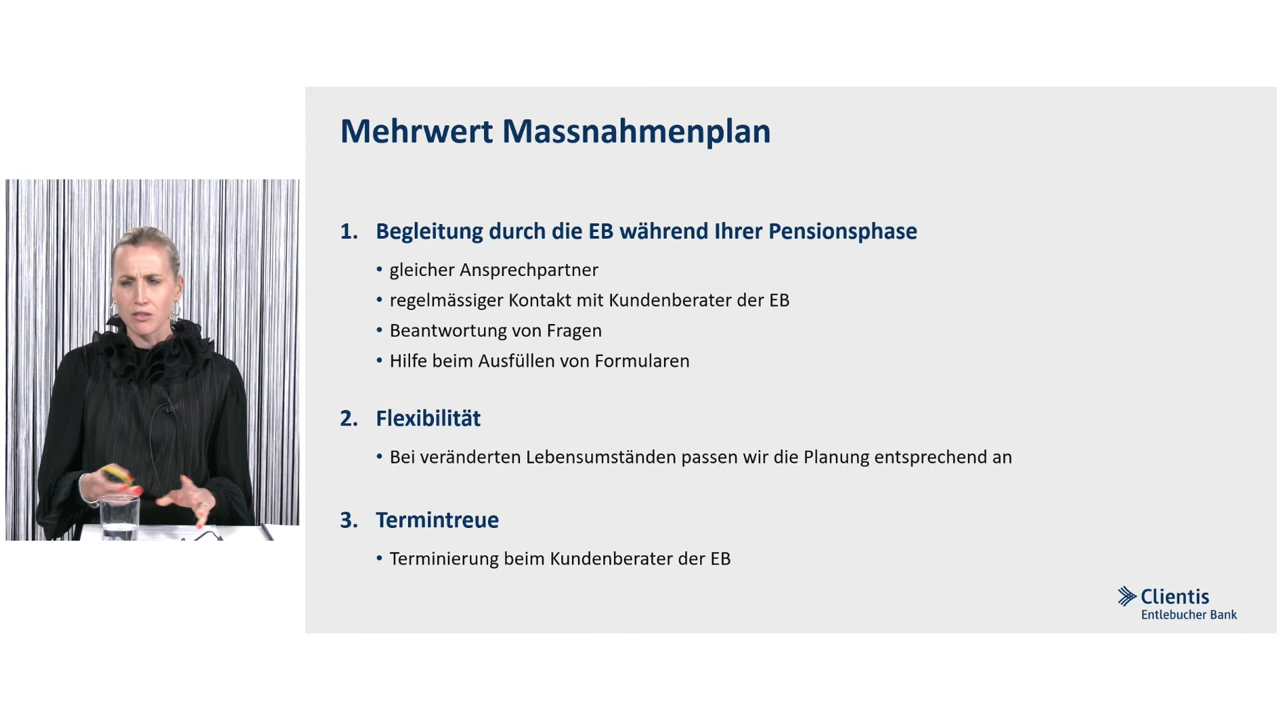 Mehrwert Massnahmenplan
1. Begleitung durch die EB während Ihrer Pensionsphase
• gleicher Ansprechpartner
• regelmässiger Kontakt mit Kundenberater der EB
• Beantwortung von Fragen
• Hilfe beim Ausfüllen von Formularen
2. Flexibilität
• Bei veränderten Lebensumständen passen wir die Planung entsprechend an
3. Termintreue
• Terminierung beim Kundenberater der EB
Clientis
Entlebucher Bank